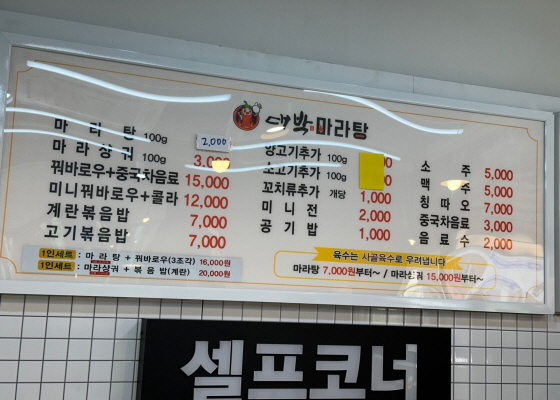 대박마라탕
마라탕 100g 2,000
마라샹궈 100g 3,000
꿔바로우+중국차음료 15,000
미니꿔바로우+콜라 12,000
계란볶음밥 7,000
고기볶음밥 7,000
양고기추가 100g
소고기추가 100g
꼬치류추가 개당 1,000
미니전 2,000
공기밥 1,000
소주 5,000
맥주 5,000
칭따오 7,000
중국차음료 3,000
음료수 2,000
1인세트 : 마라탕 + 꿔바로우(3조각) 16,000원
1인세트 : 마라샹궈 + 볶음밥(계란) 20,000원
육수는 사골육수로 우려냅니다
마라탕 7,000원부터~ / 마라샹궈 15,000원부터~
셀프코너